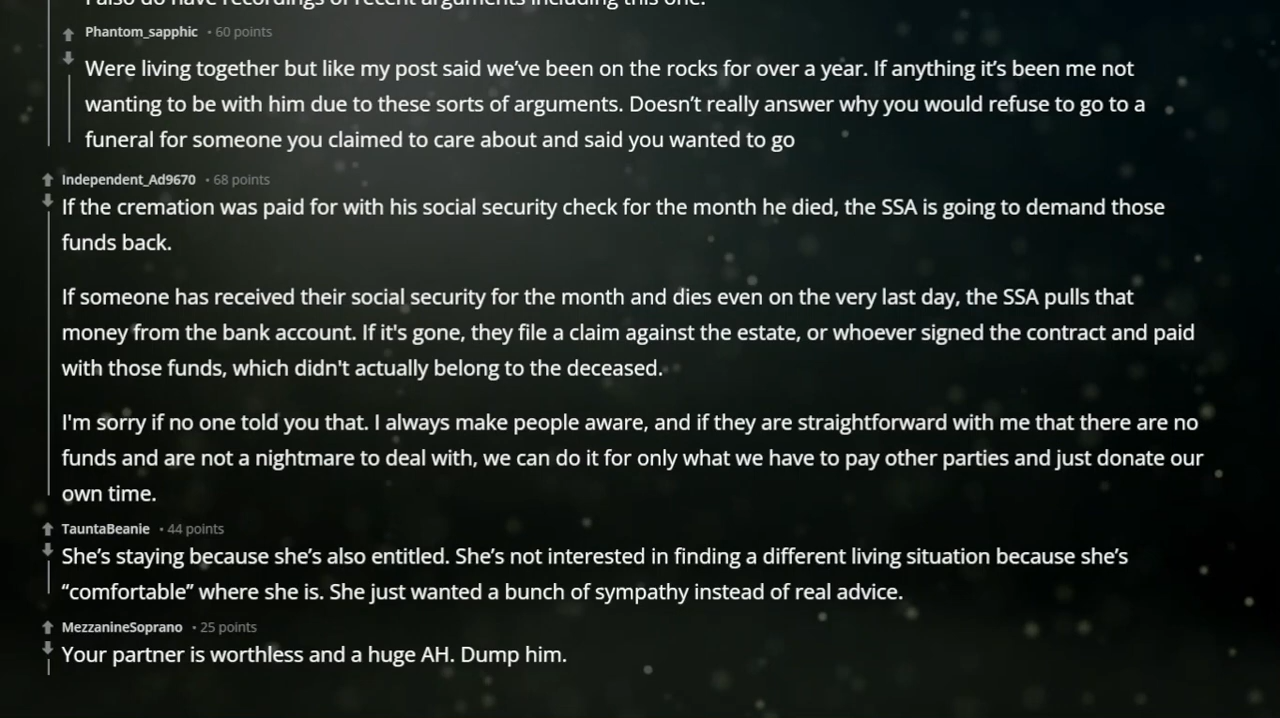 I also do have recordings of recent arguments including this one.
Phantom_sapphic • 60 points
Were living together but like my post said we’ve been on the rocks for over a year. If anything it’s been me not
wanting to be with him due to these sorts of arguments. Doesn’t really answer why you would refuse to go to a
funeral for someone you claimed to care about and said you wanted to go
Independent_Ad9670 • 68 points
If the cremation was paid for with his social security check for the month he died, the SSA is going to demand those
funds back.
If someone has received their social security for the month and dies even on the very last day, the SSA pulls that
money from the bank account. If it's gone, they file a claim against the estate, or whoever signed the contract and paid
with those funds, which didn't actually belong to the deceased.
I'm sorry if no one told you that. I always make people aware, and if they are straightforward with me that there are no
funds and are not a nightmare to deal with, we can do it for only what we have to pay other parties and just donate our
own time.
TauntaBeanie • 44 points
She’s staying because she’s also entitled. She’s not interested in finding a different living situation because she’s
“comfortable” where she is. She just wanted a bunch of sympathy instead of real advice.
MezzanineSoprano • 25 points
Your partner is worthless and a huge AH. Dump him.